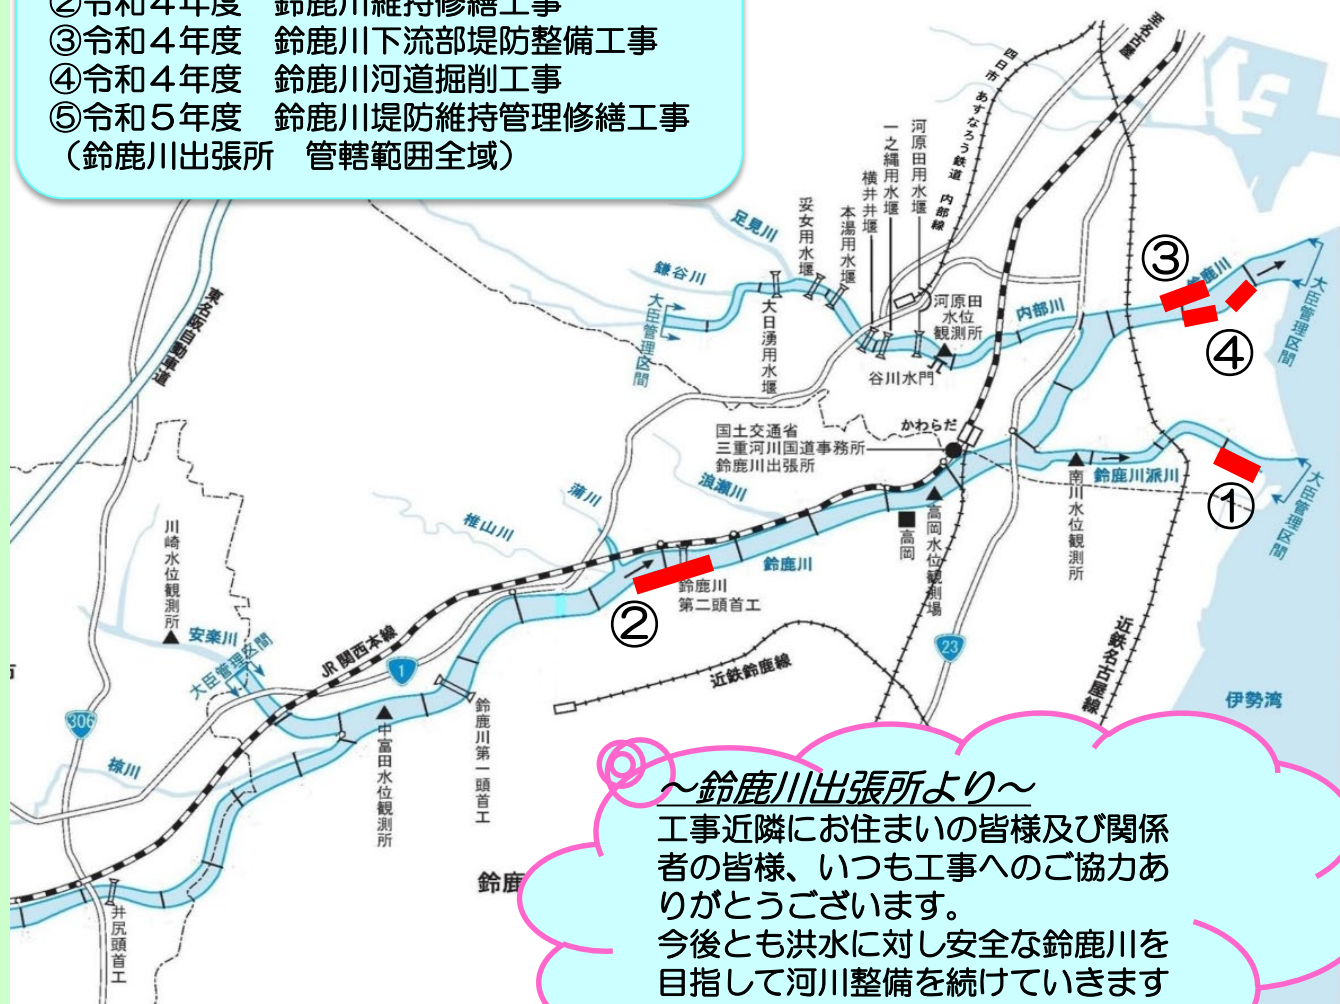 ②令和４年度　鈴鹿川維持修繕工事
③令和４年度　鈴鹿川下流部堤防整備工事
④令和４年度　鈴鹿川河道掘削工事
⑤令和５年度　鈴鹿川堤防維持管理修繕工事
（鈴鹿川出張所　管轄範囲全域）
至名古屋
四日市　あすなろう鉄道　内部線
河原田用水堰
一之縄用水堰
横井井堰
本湯用水堰
妥女用水堰
足見川
鎌谷川
大臣管理区間
大日湧用水堰
河原田
水位
観測所
内部川
谷川水門
③
鈴鹿川
④
大臣管理区間
東名阪自動車道
国土交通省
三重河川国道事務所
鈴鹿川出張所
かわらだ
浪瀬川
蒲川
椎山川
高岡
高岡水位観測場
南川水位観測所
鈴鹿川派川
①
大臣管理区間
川崎水位観測所
安楽川
大臣管理区間
鈴鹿川
鈴鹿川
第二頭首工
②
JR関西本線
1
23
306
近鉄鈴鹿線
近鉄名古屋線
伊勢湾
鈴鹿川第一頭首工
中富田水位観測所
椋川
井尻頭首工
鈴鹿
～鈴鹿川出張所より～
工事近隣にお住まいの皆様及び関係
者の皆様、いつも工事へのご協力あ
りがとうございます。
今後とも洪水に対し安全な鈴鹿川を
目指して河川整備を続けていきます